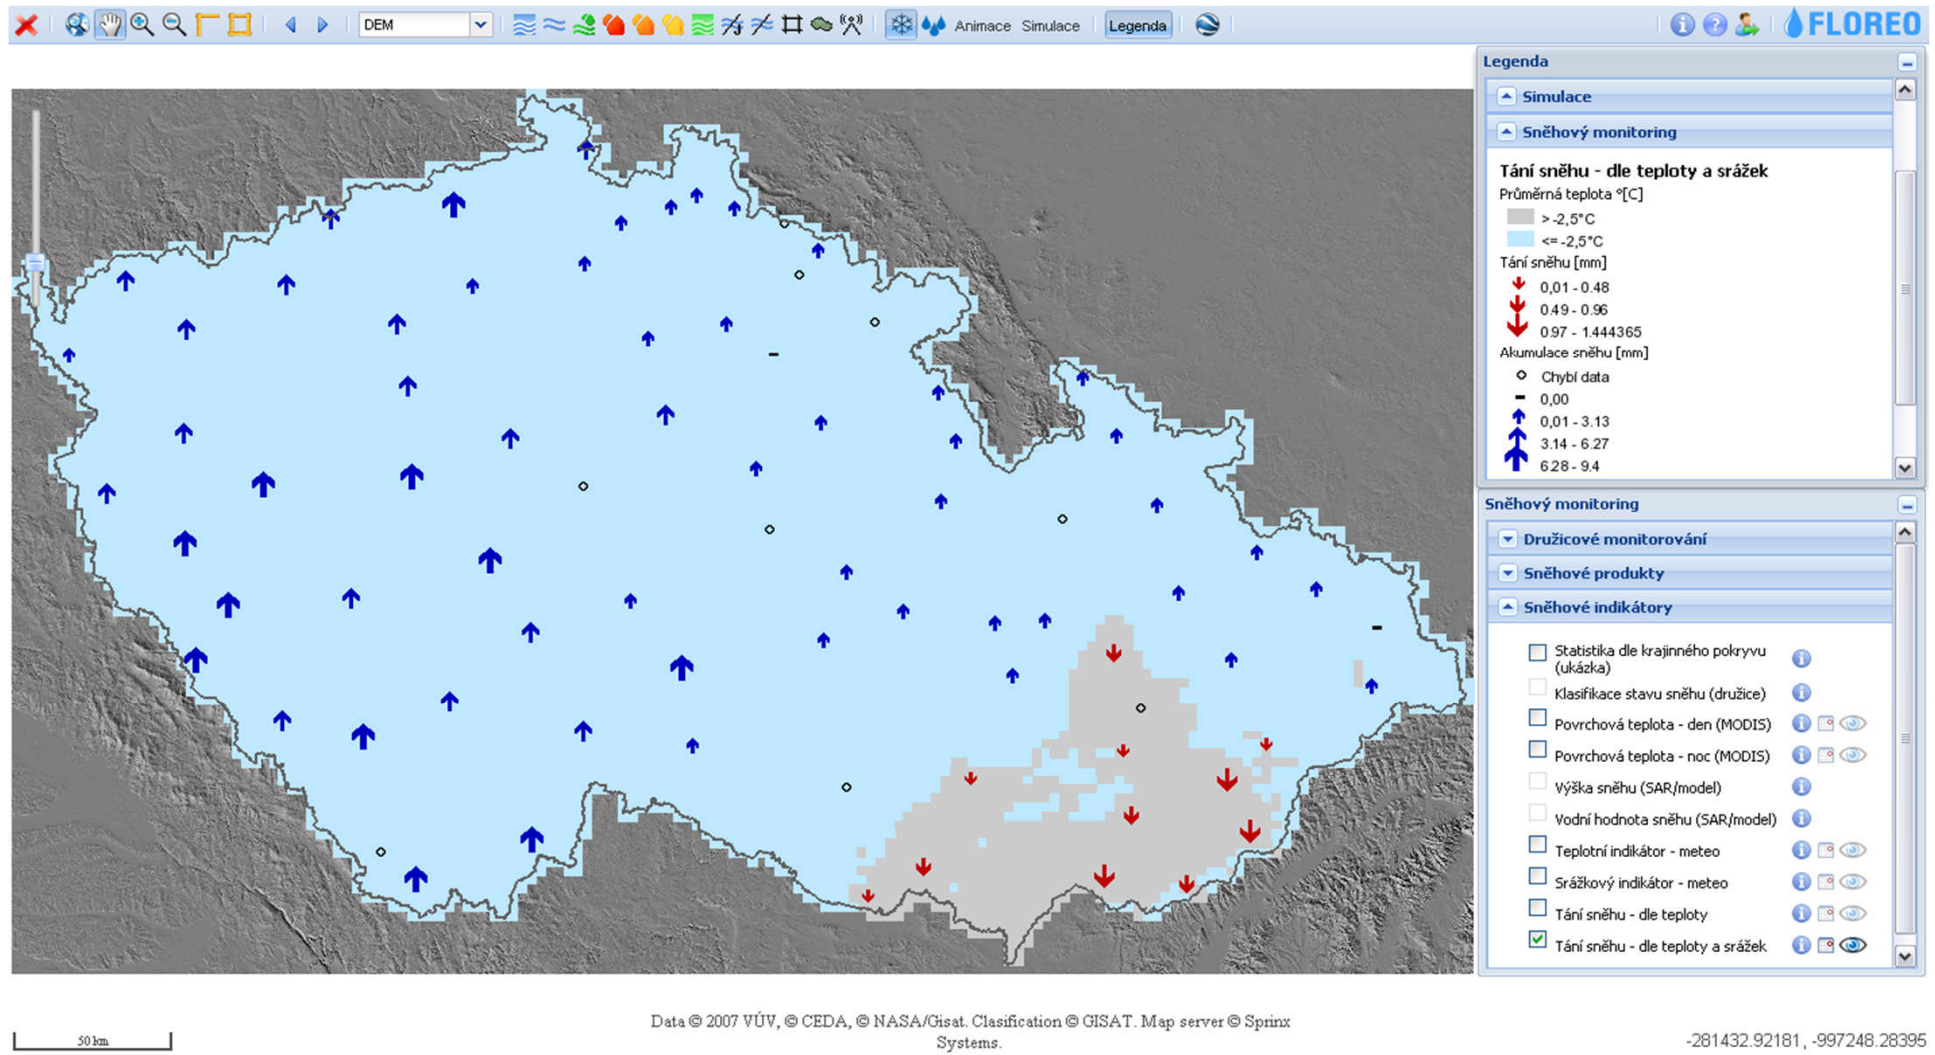 DEM
Animace Simulace
Legenda
FLOREO
Legenda
Simulace
Sněhový monitoring
Tání sněhu - dle teploty a srážek
Průměrná teplota °[C]
> -2,5°C
<= -2,5°C
Tání sněhu [mm]
0,01 - 0.48
0.49 - 0.96
0.97 - 1.444365
Akumulace sněhu [mm]
Chybí data
0,00
0,01 - 3.13
3.14 - 6.27
6.28 - 9.4
Sněhový monitoring
Družicové monitorování
Sněhové produkty
Sněhové indikátory
Statistika dle krajinného pokryvu
(ukázka)
Klasifikace stavu sněhu (družice)
Povrchová teplota - den (MODIS)
Povrchová teplota - noc (MODIS)
Výška sněhu (SAR/model)
Vodní hodnota sněhu (SAR/model)
Teplotní indikátor - meteo
Srážkový indikátor - meteo
Tání sněhu - dle teploty
Tání sněhu - dle teploty a srážek
Data © 2007 VÚV, © CEDA, © NASA/Gisat. Clasification © GISAT. Map server © Sprinx
Systems.
50 km
-281432.92181, -997248.28395